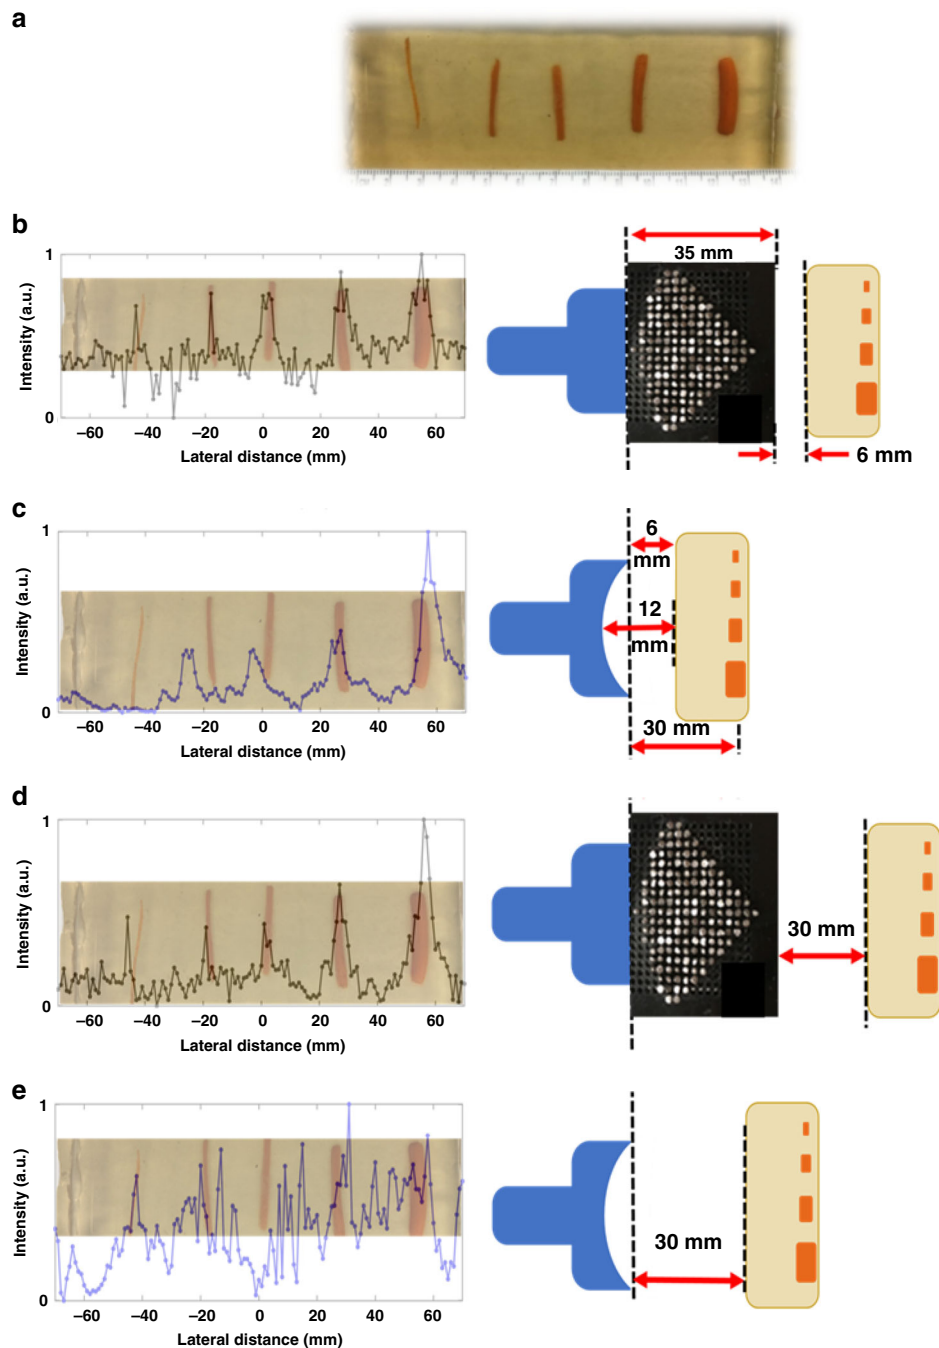 a
b
1
Intensity (a.u.)
0
–60 –40 –20 0 20 40 60
Lateral distance (mm)
35 mm
6 mm
c
1
Intensity (a.u.)
0
–60 –40 –20 0 20 40 60
Lateral distance (mm)
6
mm
12
mm
30 mm
d
1
Intensity (a.u.)
0
–60 –40 –20 0 20 40 60
Lateral distance (mm)
30 mm
e
1
Intensity (a.u.)
0
–60 –40 –20 0 20 40 60
Lateral distance (mm)
30 mm